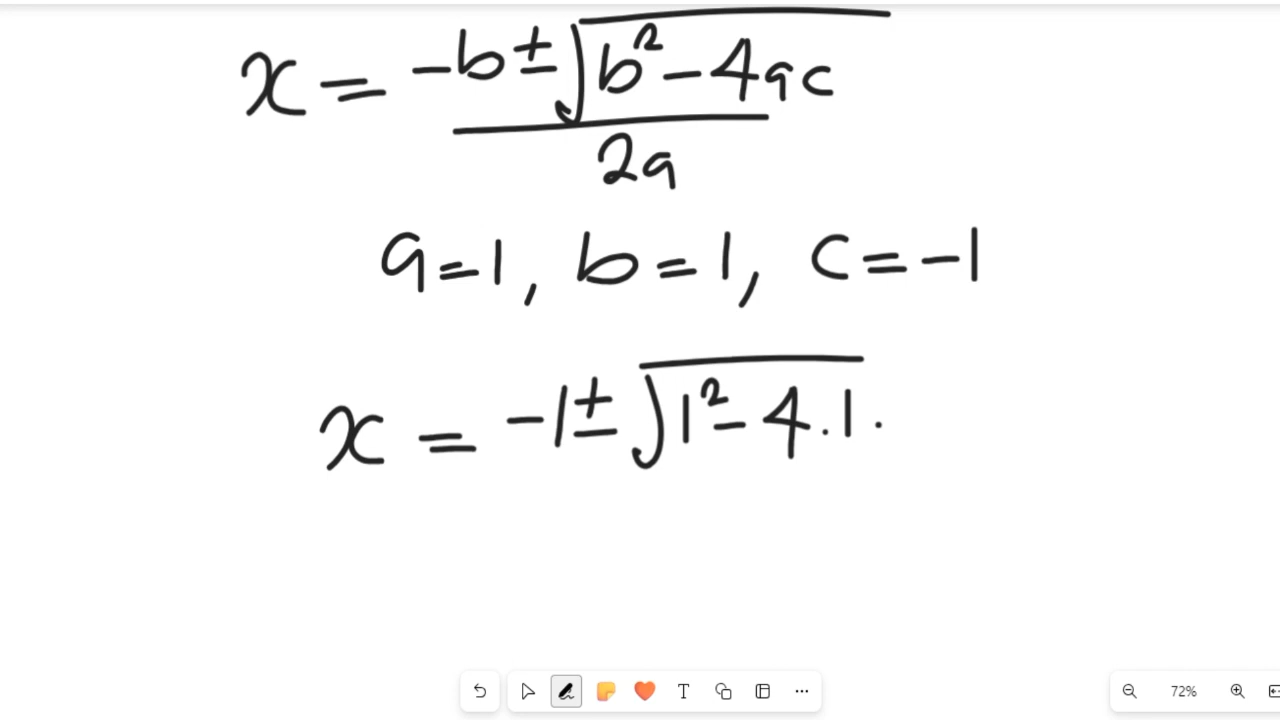 x = -b ± √b² - 4ac
2a
a = 1, b = 1, c = -1
x = -1 ± √1² - 4.1.
T
72%